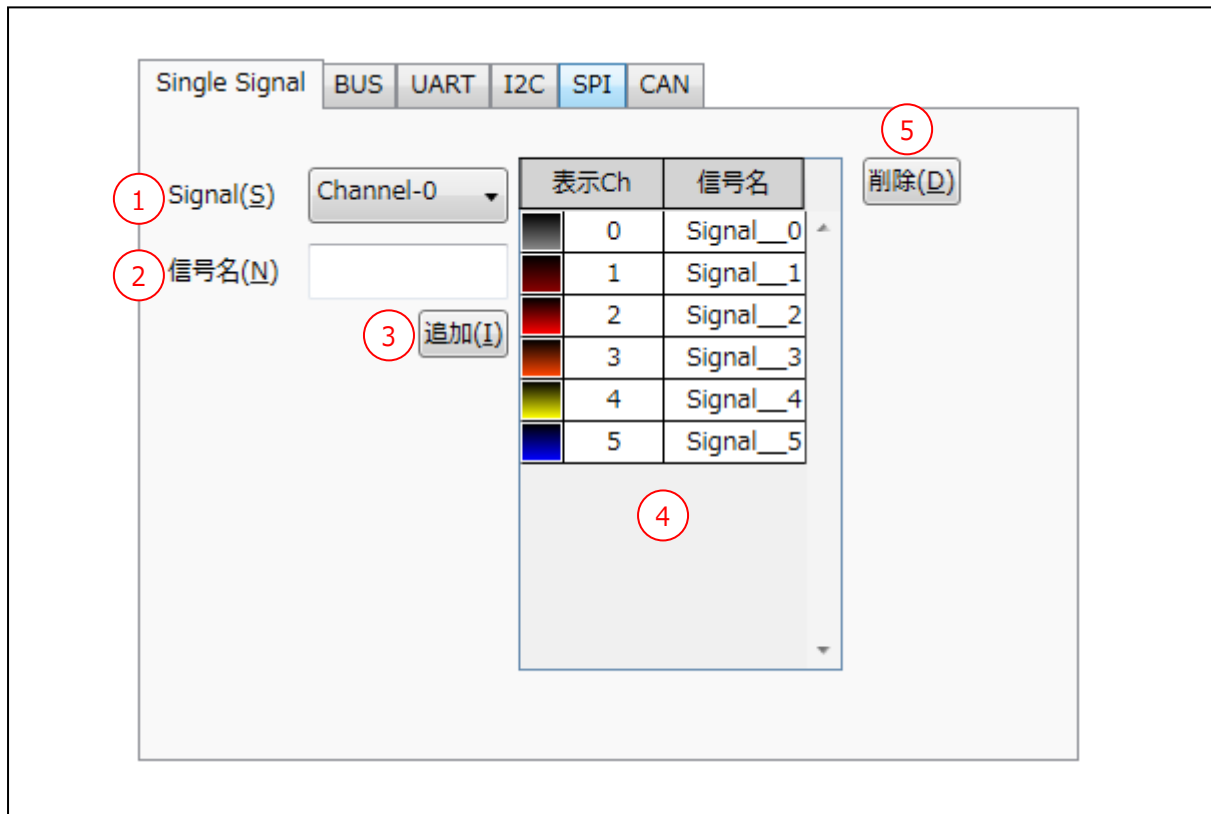 Single Signal BUS UART I2C SPI CAN
5
1 Signal(S) Channel-0 表示Ch 信号名 削除(D)
0 Signal__0
2 信号名(N) 1 Signal__1
3 追加(I) 2 Signal__2
3 Signal__3
4 Signal__4
5 Signal__5
4